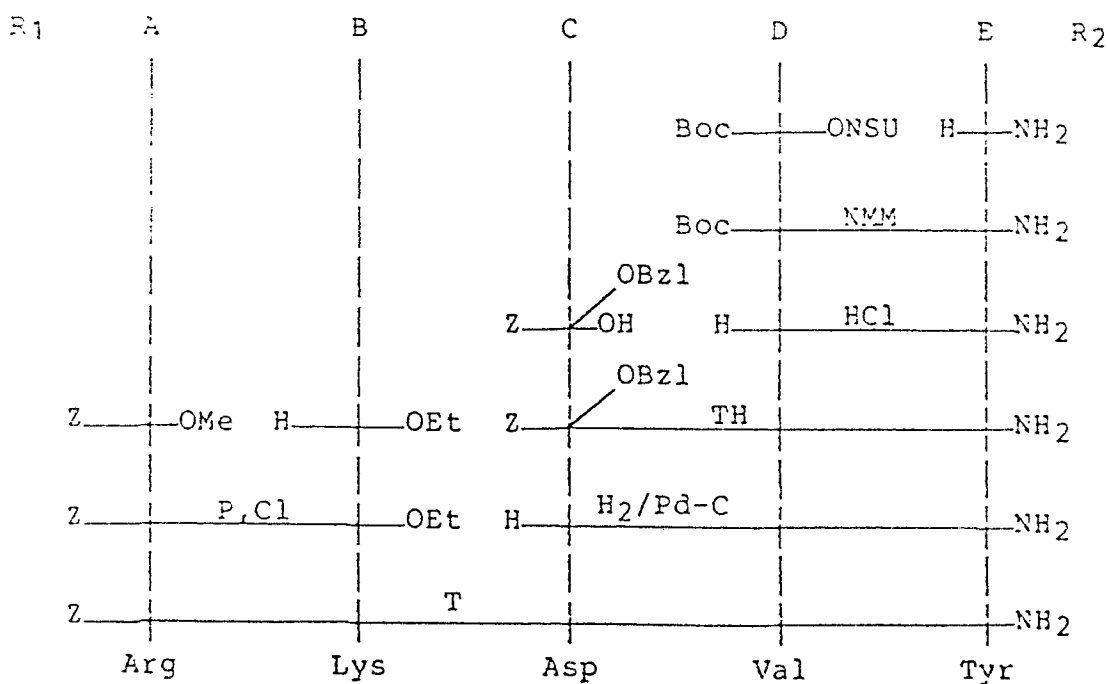 R1 A B C D E R2
Boc ONSU H NH2
Boc NMM NH2
OBzl
Z OH H HCl NH2
OBzl
Z OMe H OEt Z TH NH2
Z P,Cl OEt H H2/Pd-C NH2
Z T NH2
Arg Lys Asp Val Tyr